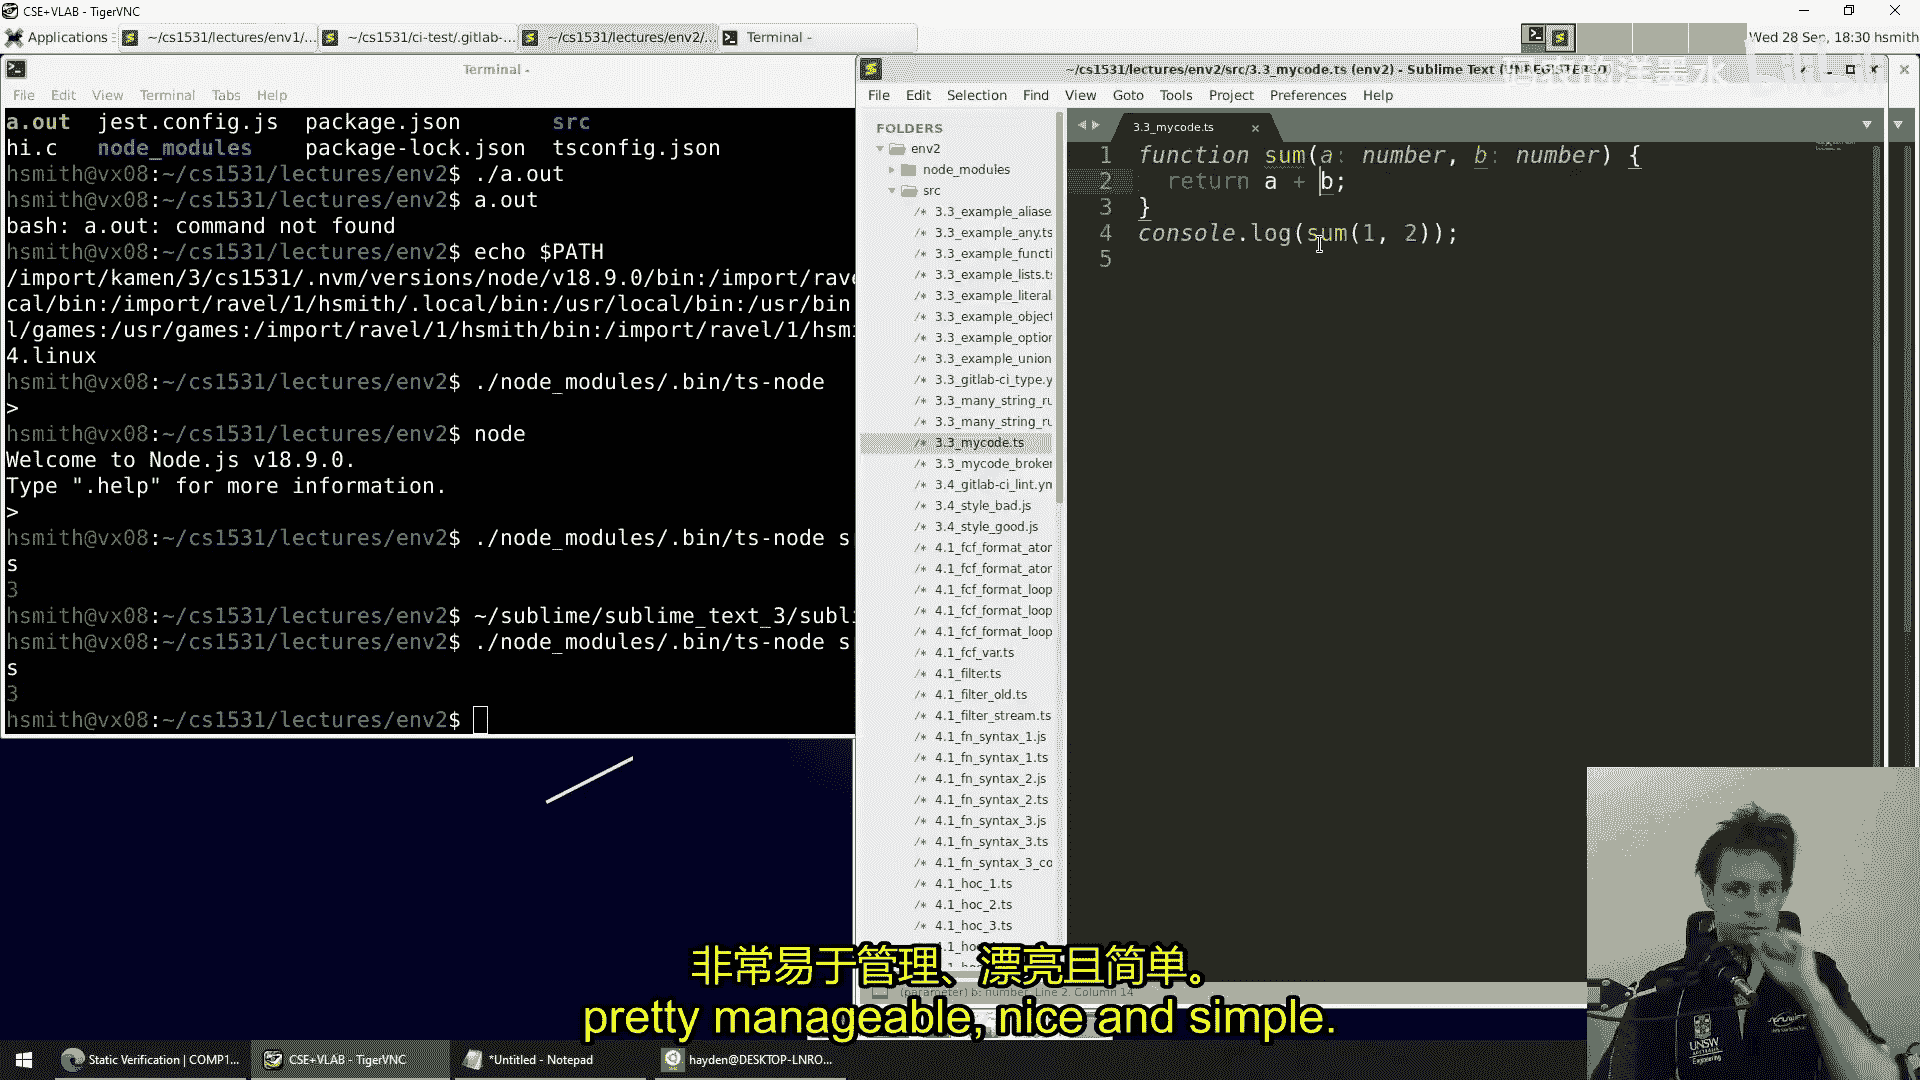 CSE+VLAB - TigerVNC
Applications
~/cs1531/lectures/env1/...
~/cs1531/ci-test/.gitlab-...
~/cs1531/lectures/env2/...
Terminal -
Wed 28 Sep, 18:30 hsmith
Terminal -
File Edit View Terminal Tabs Help
a.out jest.config.js package.json src
hi.c node_modules package-lock.json tsconfig.json
hsmith@vx08:~/cs1531/lectures/env2$ ./a.out
hsmith@vx08:~/cs1531/lectures/env2$ a.out
bash: a.out: command not found
hsmith@vx08:~/cs1531/lectures/env2$ echo $PATH
/import/kamen/3/cs1531/.nvm/versions/node/v18.9.0/bin:/import/rave
cal/bin:/import/ravel/1/hsmith/.local/bin:/usr/local/bin:/usr/bin
l/games:/usr/games:/import/ravel/1/hsmith/bin:/import/ravel/1/hsm
4.linux
hsmith@vx08:~/cs1531/lectures/env2$ ./node_modules/.bin/ts-node
>
hsmith@vx08:~/cs1531/lectures/env2$ node
Welcome to Node.js v18.9.0.
Type ".help" for more information.
>
hsmith@vx08:~/cs1531/lectures/env2$ ./node_modules/.bin/ts-node s
s
3
hsmith@vx08:~/cs1531/lectures/env2$ ~/sublime/sublime_text_3/subl
hsmith@vx08:~/cs1531/lectures/env2$ ./node_modules/.bin/ts-node s
s
3
hsmith@vx08:~/cs1531/lectures/env2$
~/cs1531/lectures/env2/src/3.3_mycode.ts (env2) - Sublime Text (UNREGISTERED)
File Edit Selection Find View Goto Tools Project Preferences Help
FOLDERS
env2
node_modules
src
/* 3.3_example_aliase
/* 3.3_example_any.ts
/* 3.3_example_functi
/* 3.3_example_lists.ts
/* 3.3_example_literal
/* 3.3_example_object
/* 3.3_example_option
/* 3.3_example_union
/* 3.3_gitlab-ci_type.y
/* 3.3_many_string_ru
/* 3.3_many_string_ru
/* 3.3_mycode.ts
/* 3.3_mycode_broken
/* 3.4_gitlab-ci_lint.ym
/* 3.4_style_bad.js
/* 3.4_style_good.js
/* 4.1_fcf_format_ator
/* 4.1_fcf_format_ator
/* 4.1_fcf_format_loop
/* 4.1_fcf_format_loop
/* 4.1_fcf_format_loop
/* 4.1_fcf_var.ts
/* 4.1_filter.ts
/* 4.1_filter_old.ts
/* 4.1_filter_stream.ts
/* 4.1_fn_syntax_1.js
/* 4.1_fn_syntax_1.ts
/* 4.1_fn_syntax_2.js
/* 4.1_fn_syntax_2.ts
/* 4.1_fn_syntax_3.js
/* 4.1_fn_syntax_3.ts
/* 4.1_fn_syntax_3_co
/* 4.1_hoc_1.ts
/* 4.1_hoc_2.ts
/* 4.1_hoc_3.ts
3.3_mycode.ts
1 function sum(a: number, b: number) {
2 return a + b;
3 }
4 console.log(sum(1, 2));
5
(parameter) b: number, Line 2, Column 14
非常易于管理、漂亮且简单。
pretty manageable, nice and simple.
UNSW
Engineering
Static Verification | COMP1...
CSE+VLAB - TigerVNC
*Untitled - Notepad
hayden@DESKTOP-LNRO...